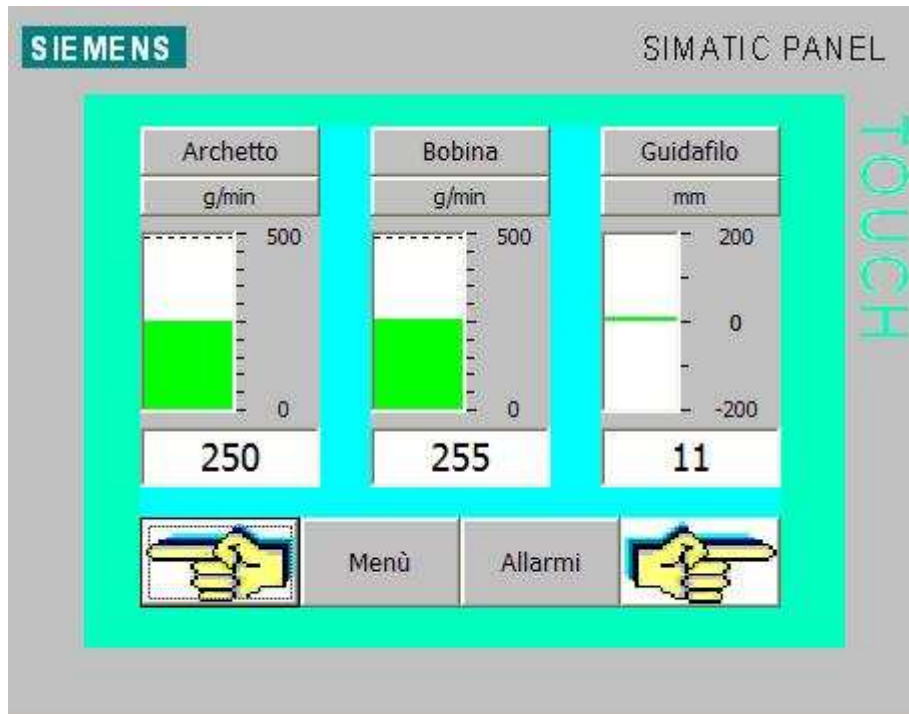 SIEMENS
SIMATIC PANEL
TOUCH
Archetto
g/min
500
0
250
Bobina
g/min
500
0
255
Guidafilo
mm
200
0
-200
11
Menù
Allarmi